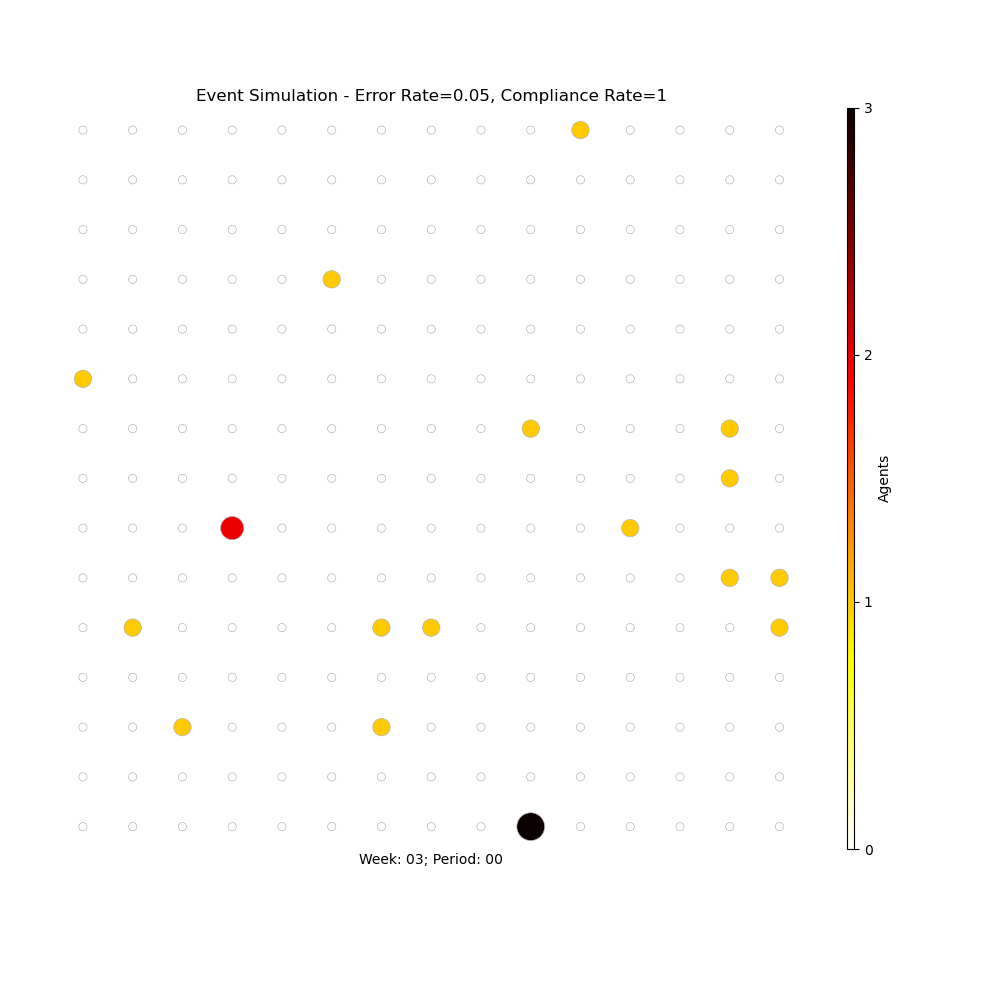 Event Simulation - Error Rate=0.05, Compliance Rate=1
3
2
Agents
1
0
Week: 03; Period: 00